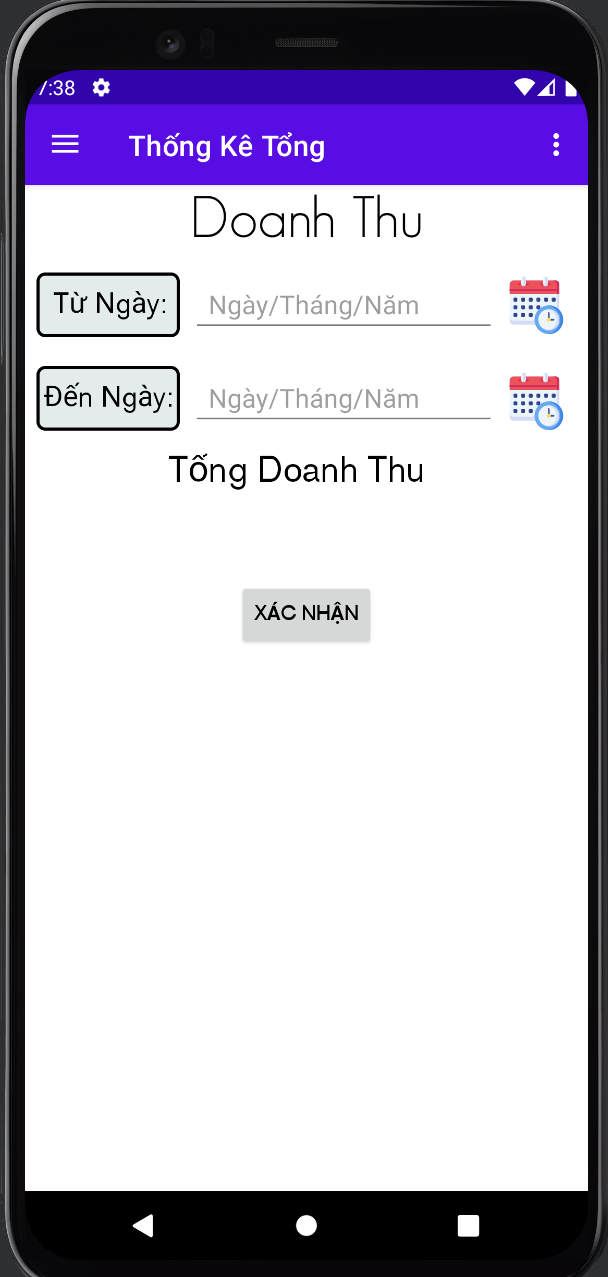 7:38
Thống Kê Tổng
Doanh Thu
Từ Ngày: Ngày/Tháng/Năm
Đến Ngày: Ngày/Tháng/Năm
Tổng Doanh Thu
XÁC NHẬN